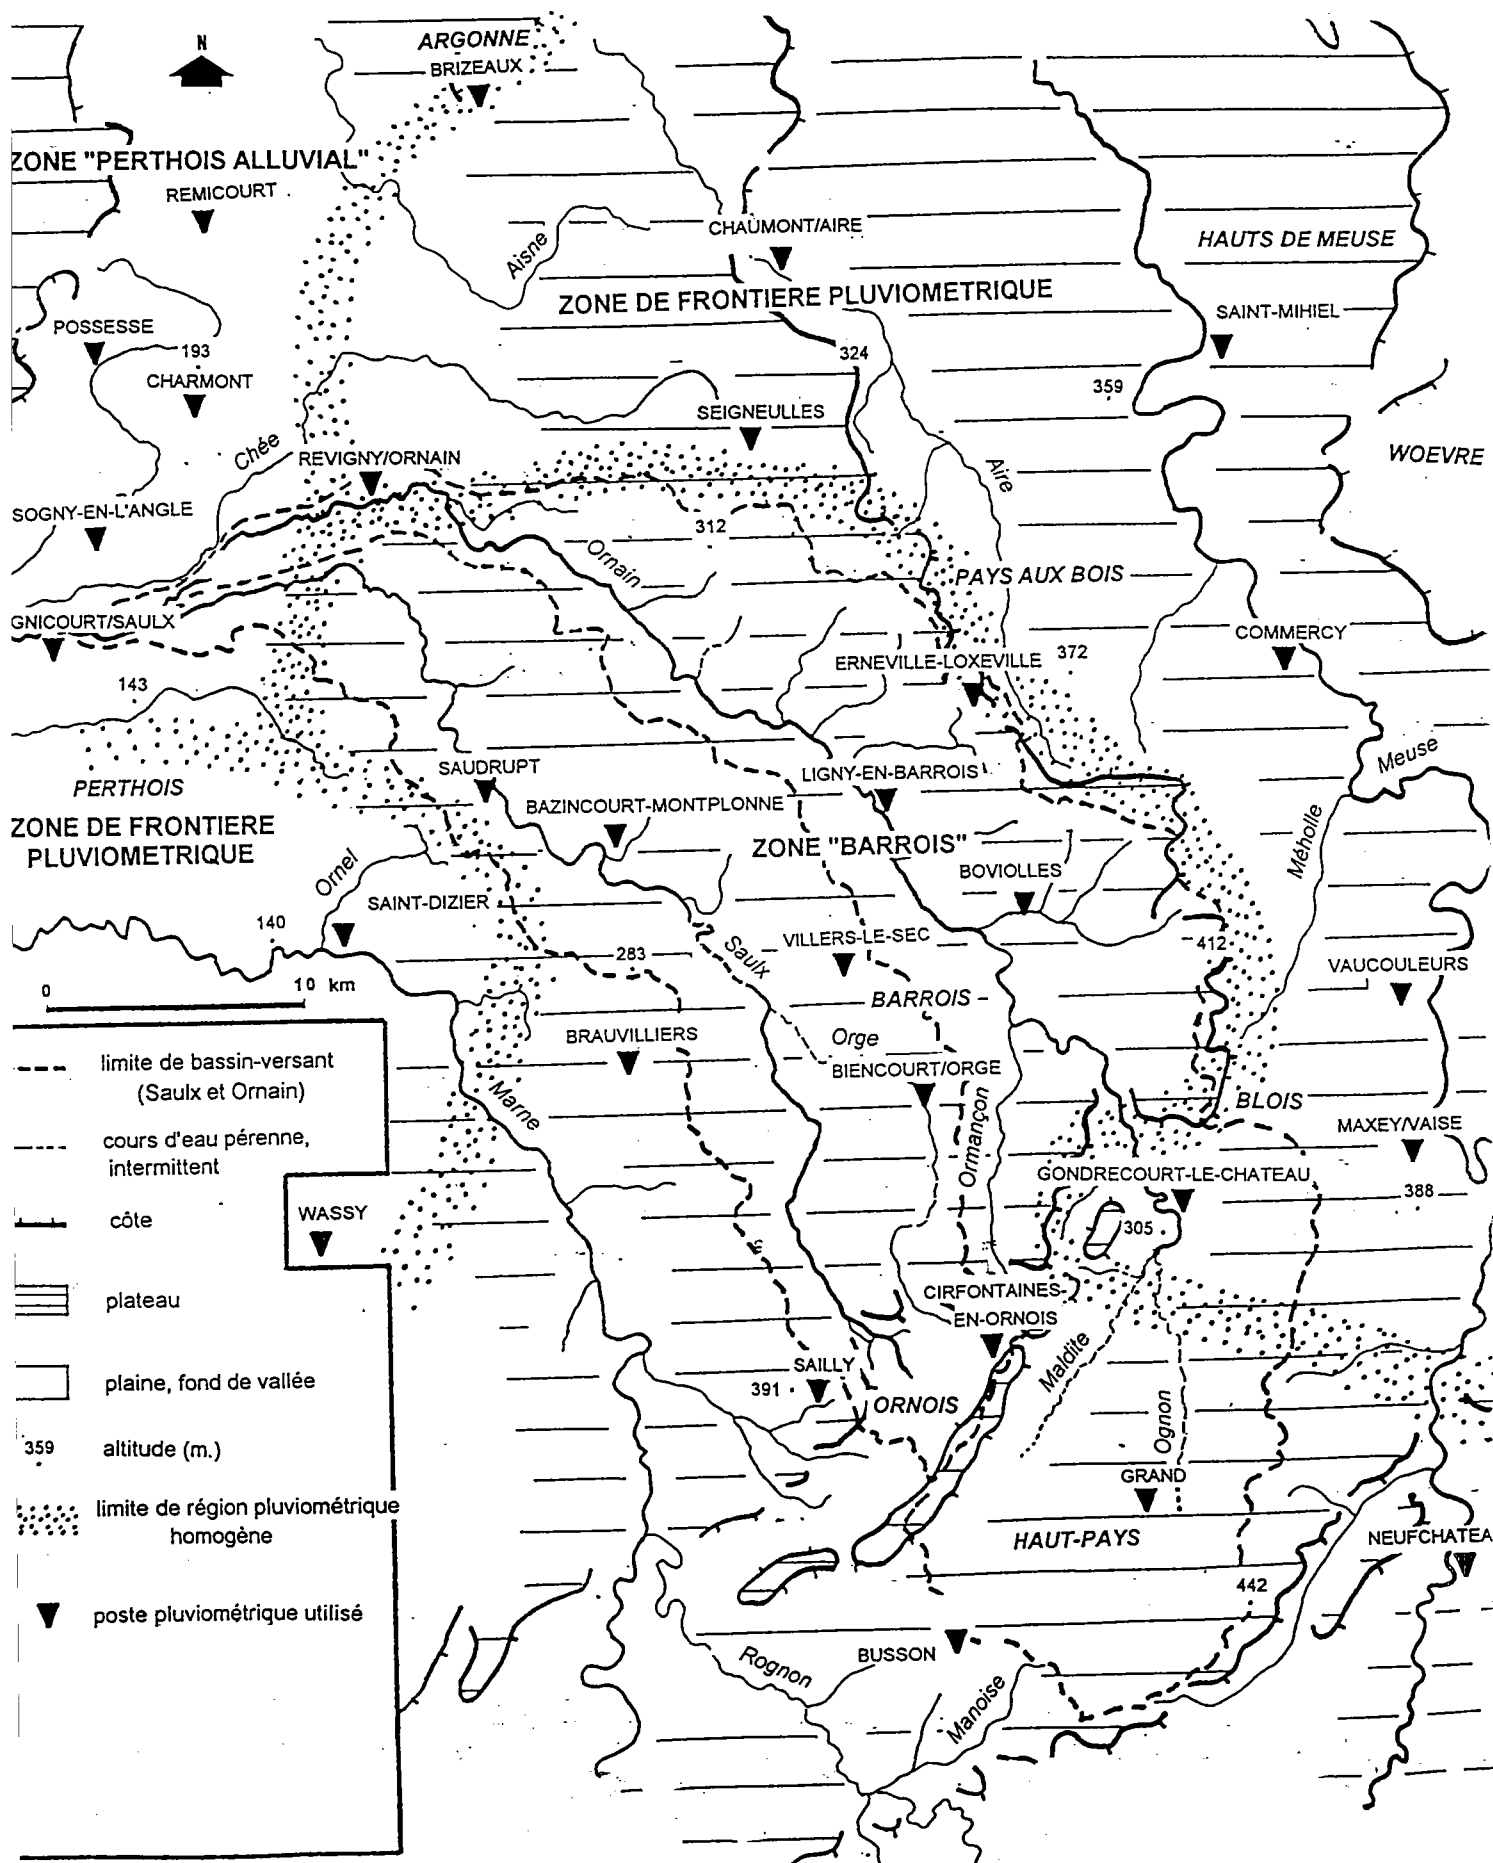 N
ARGONNE
BRIZEAUX
ZONE "PERTHOIS ALLUVIAL"
REMICOURT
Aisne
CHAUMONT/AIRE
HAUTS DE MEUSE
ZONE DE FRONTIERE PLUVIOMETRIQUE
SAINT-MIHIEL
POSSESSE
193
CHARMONT
324
359
SEIGNEULLES
Chée
REVIGNY/ORNAIN
Aire
WOEVRE
SOGNY-EN-L'ANGLE
312
Ornain
PAYS AUX BOIS
GNICOURT/SAULX
COMMERCY
ERNEVILLE-LOXEVILLE
372
143
Meuse
SAUDRUPT
LIGNY-EN-BARROIS
PERTHOIS
BAZINCOURT-MONTPLONNE
ZONE DE FRONTIERE
PLUVIOMETRIQUE
ZONE "BARROIS"
Méholle
Ornel
BOVIOLLES
SAINT-DIZIER
140
VILLERS-LE-SEC
412
283
Saulx
VAUCOULEURS
0
10 km
BARROIS
BRAUVILLIERS
Orge
BIENCOURT/ORGE
limite de bassin-versant
(Saulx et Ornain)
Marne
Ormançon
BLOIS
MAXEY/VAISE
cours d'eau pérenne,
intermittent
GONDRECOURT-LE-CHATEAU
388
côte
WASSY
305
plateau
CIRFONTAINES-
EN-ORNOIS
Maldite
SAILLY
391
plaine, fond de vallée
ORNOIS
Ognon
359
altitude (m.)
GRAND
limite de région pluviométrique
homogène
HAUT-PAYS
NEUFCHATEA
442
poste pluviométrique utilisé
BUSSON
Rognon
Manoise